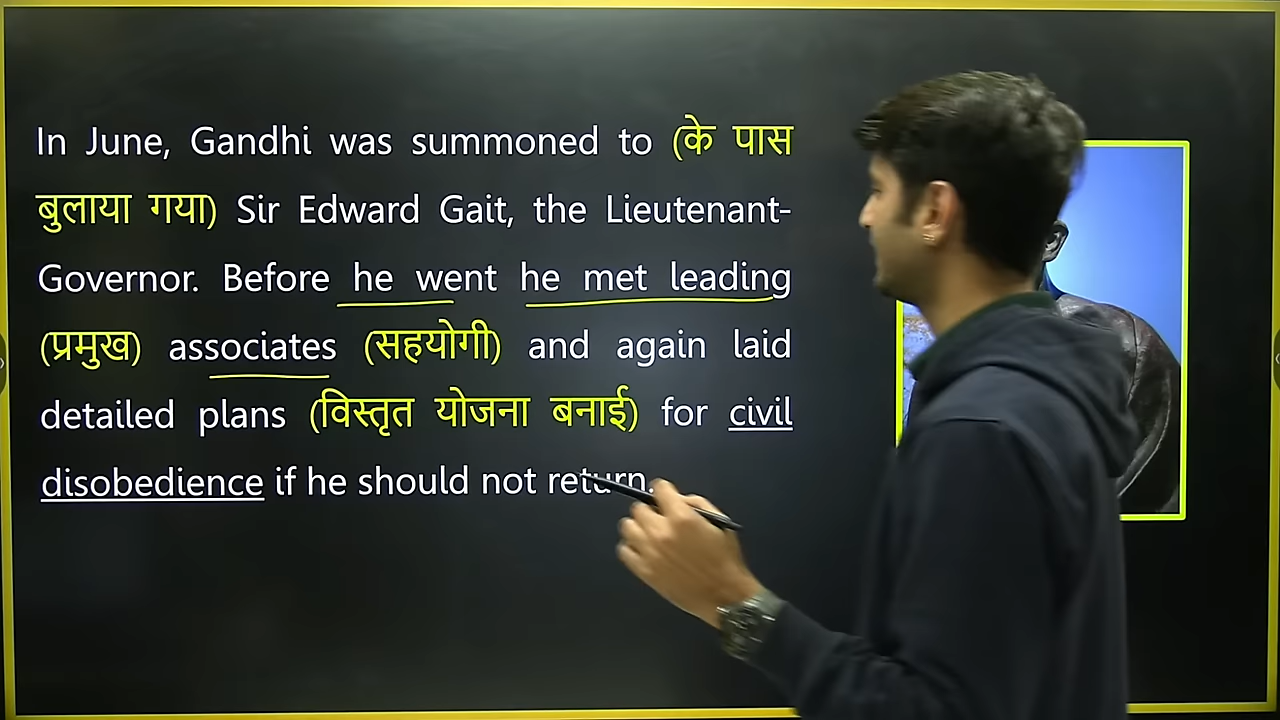 In June, Gandhi was summoned to (के पास
बुलाया गया) Sir Edward Gait, the Lieutenant-
Governor. Before he went he met leading
(प्रमुख) associates (सहयोगी) and again laid
detailed plans (विस्तृत योजना बनाई) for civil
disobedience if he should not return.